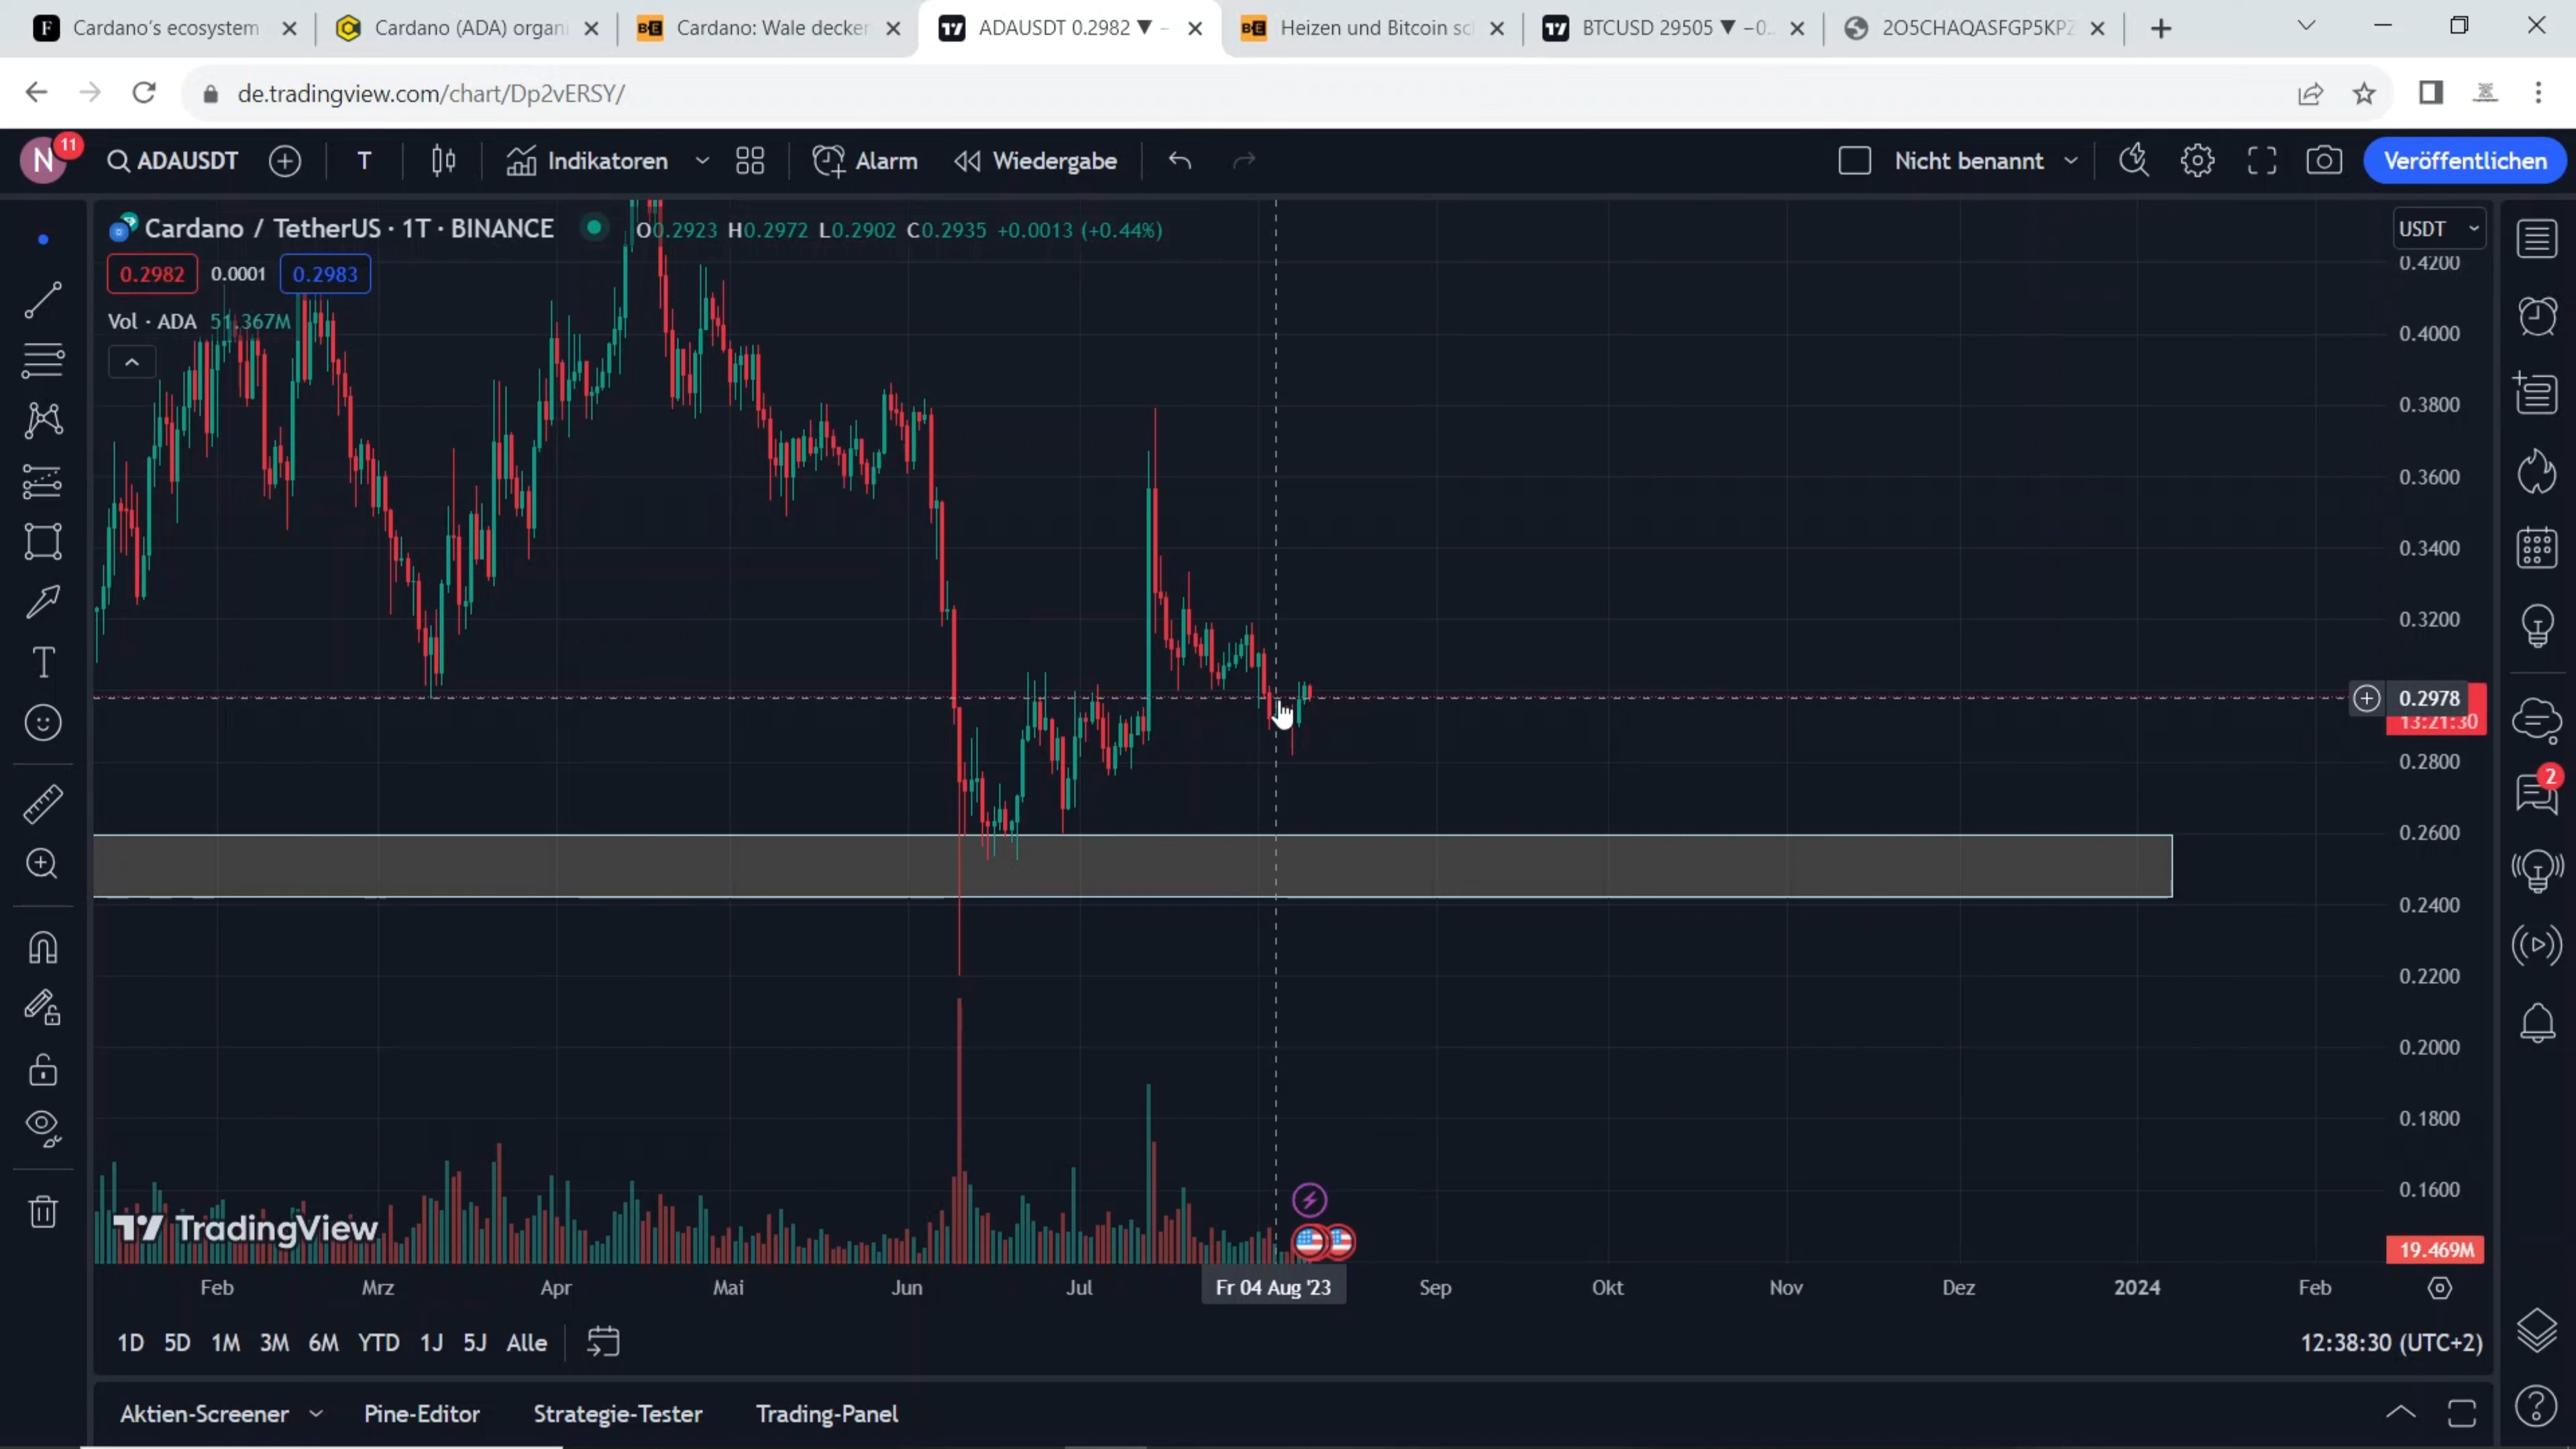 Cardano's ecosystem
Cardano (ADA) organi
Cardano: Wale decker
ADAUSDT 0.2982 ▼ −
Heizen und Bitcoin sc
BTCUSD 29505 ▼ −0.
2O5CHAQASFGP5KPZ
de.tradingview.com/chart/Dp2vERSY/
N 11
ADAUSDT
T
Indikatoren
Alarm
Wiedergabe
Nicht benannt
Veröffentlichen
Cardano / TetherUS · 1T · BINANCE
O0.2923 H0.2972 L0.2902 C0.2935 +0.0013 (+0.44%)
USDT
0.2982 0.0001 0.2983
Vol · ADA 51.367M
0.4200
0.4000
0.3800
0.3600
0.3400
0.3200
0.2978
13:21:30
0.2800
0.2600
0.2400
0.2200
0.2000
0.1800
0.1600
19.469M
2
TradingView
Feb Mrz Apr Mai Jun Jul Fr 04 Aug '23 Sep Okt Nov Dez 2024 Feb
1D 5D 1M 3M 6M YTD 1J 5J Alle
12:38:30 (UTC+2)
Aktien-Screener Pine-Editor Strategie-Tester Trading-Panel